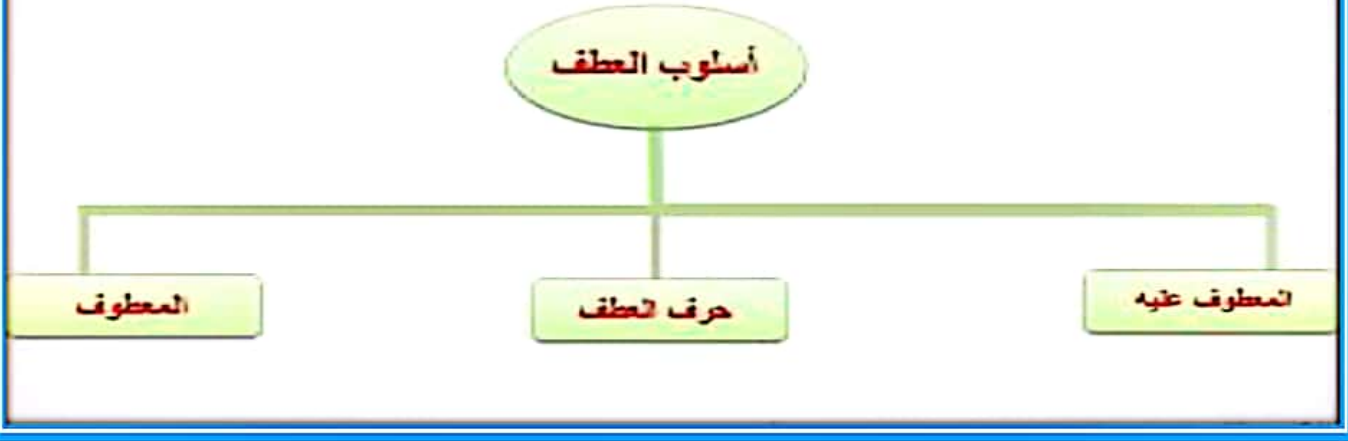 أسلوب العطف
المعطوف عليه
حرف العطف
المعطوف